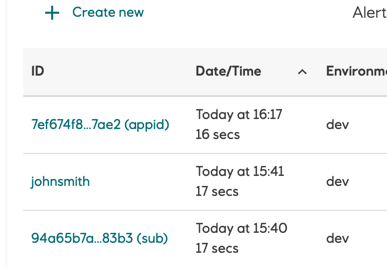 + Create new
Alert
ID Date/Time Environme
7ef674f8...7ae2 (appid) Today at 16:17 dev
16 secs
johnsmith Today at 15:41 dev
17 secs
94a65b7a...83b3 (sub) Today at 15:40 dev
17 secs